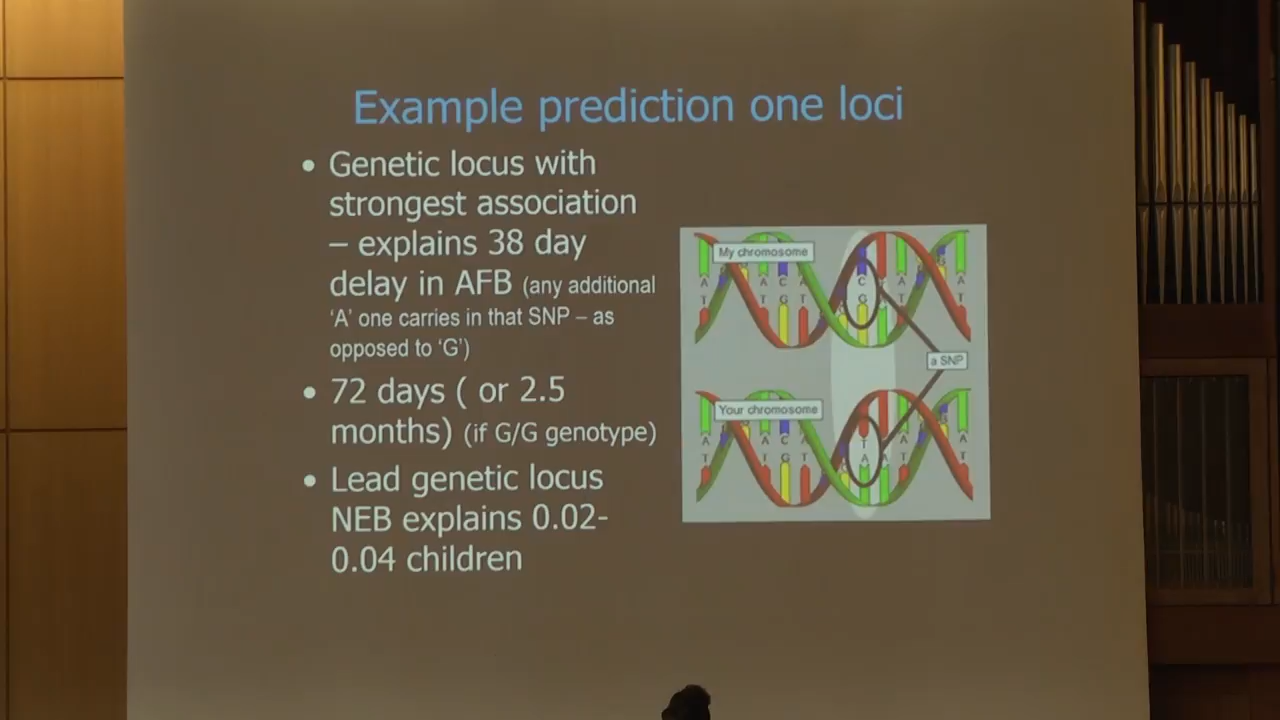 Example prediction one loci
• Genetic locus with
strongest association
– explains 38 day
delay in AFB (any additional
‘A’ one carries in that SNP – as
opposed to ‘G’)
• 72 days ( or 2.5
months) (if G/G genotype)
• Lead genetic locus
NEB explains 0.02-
0.04 children
My chromosome
a SNP
Your chromosome